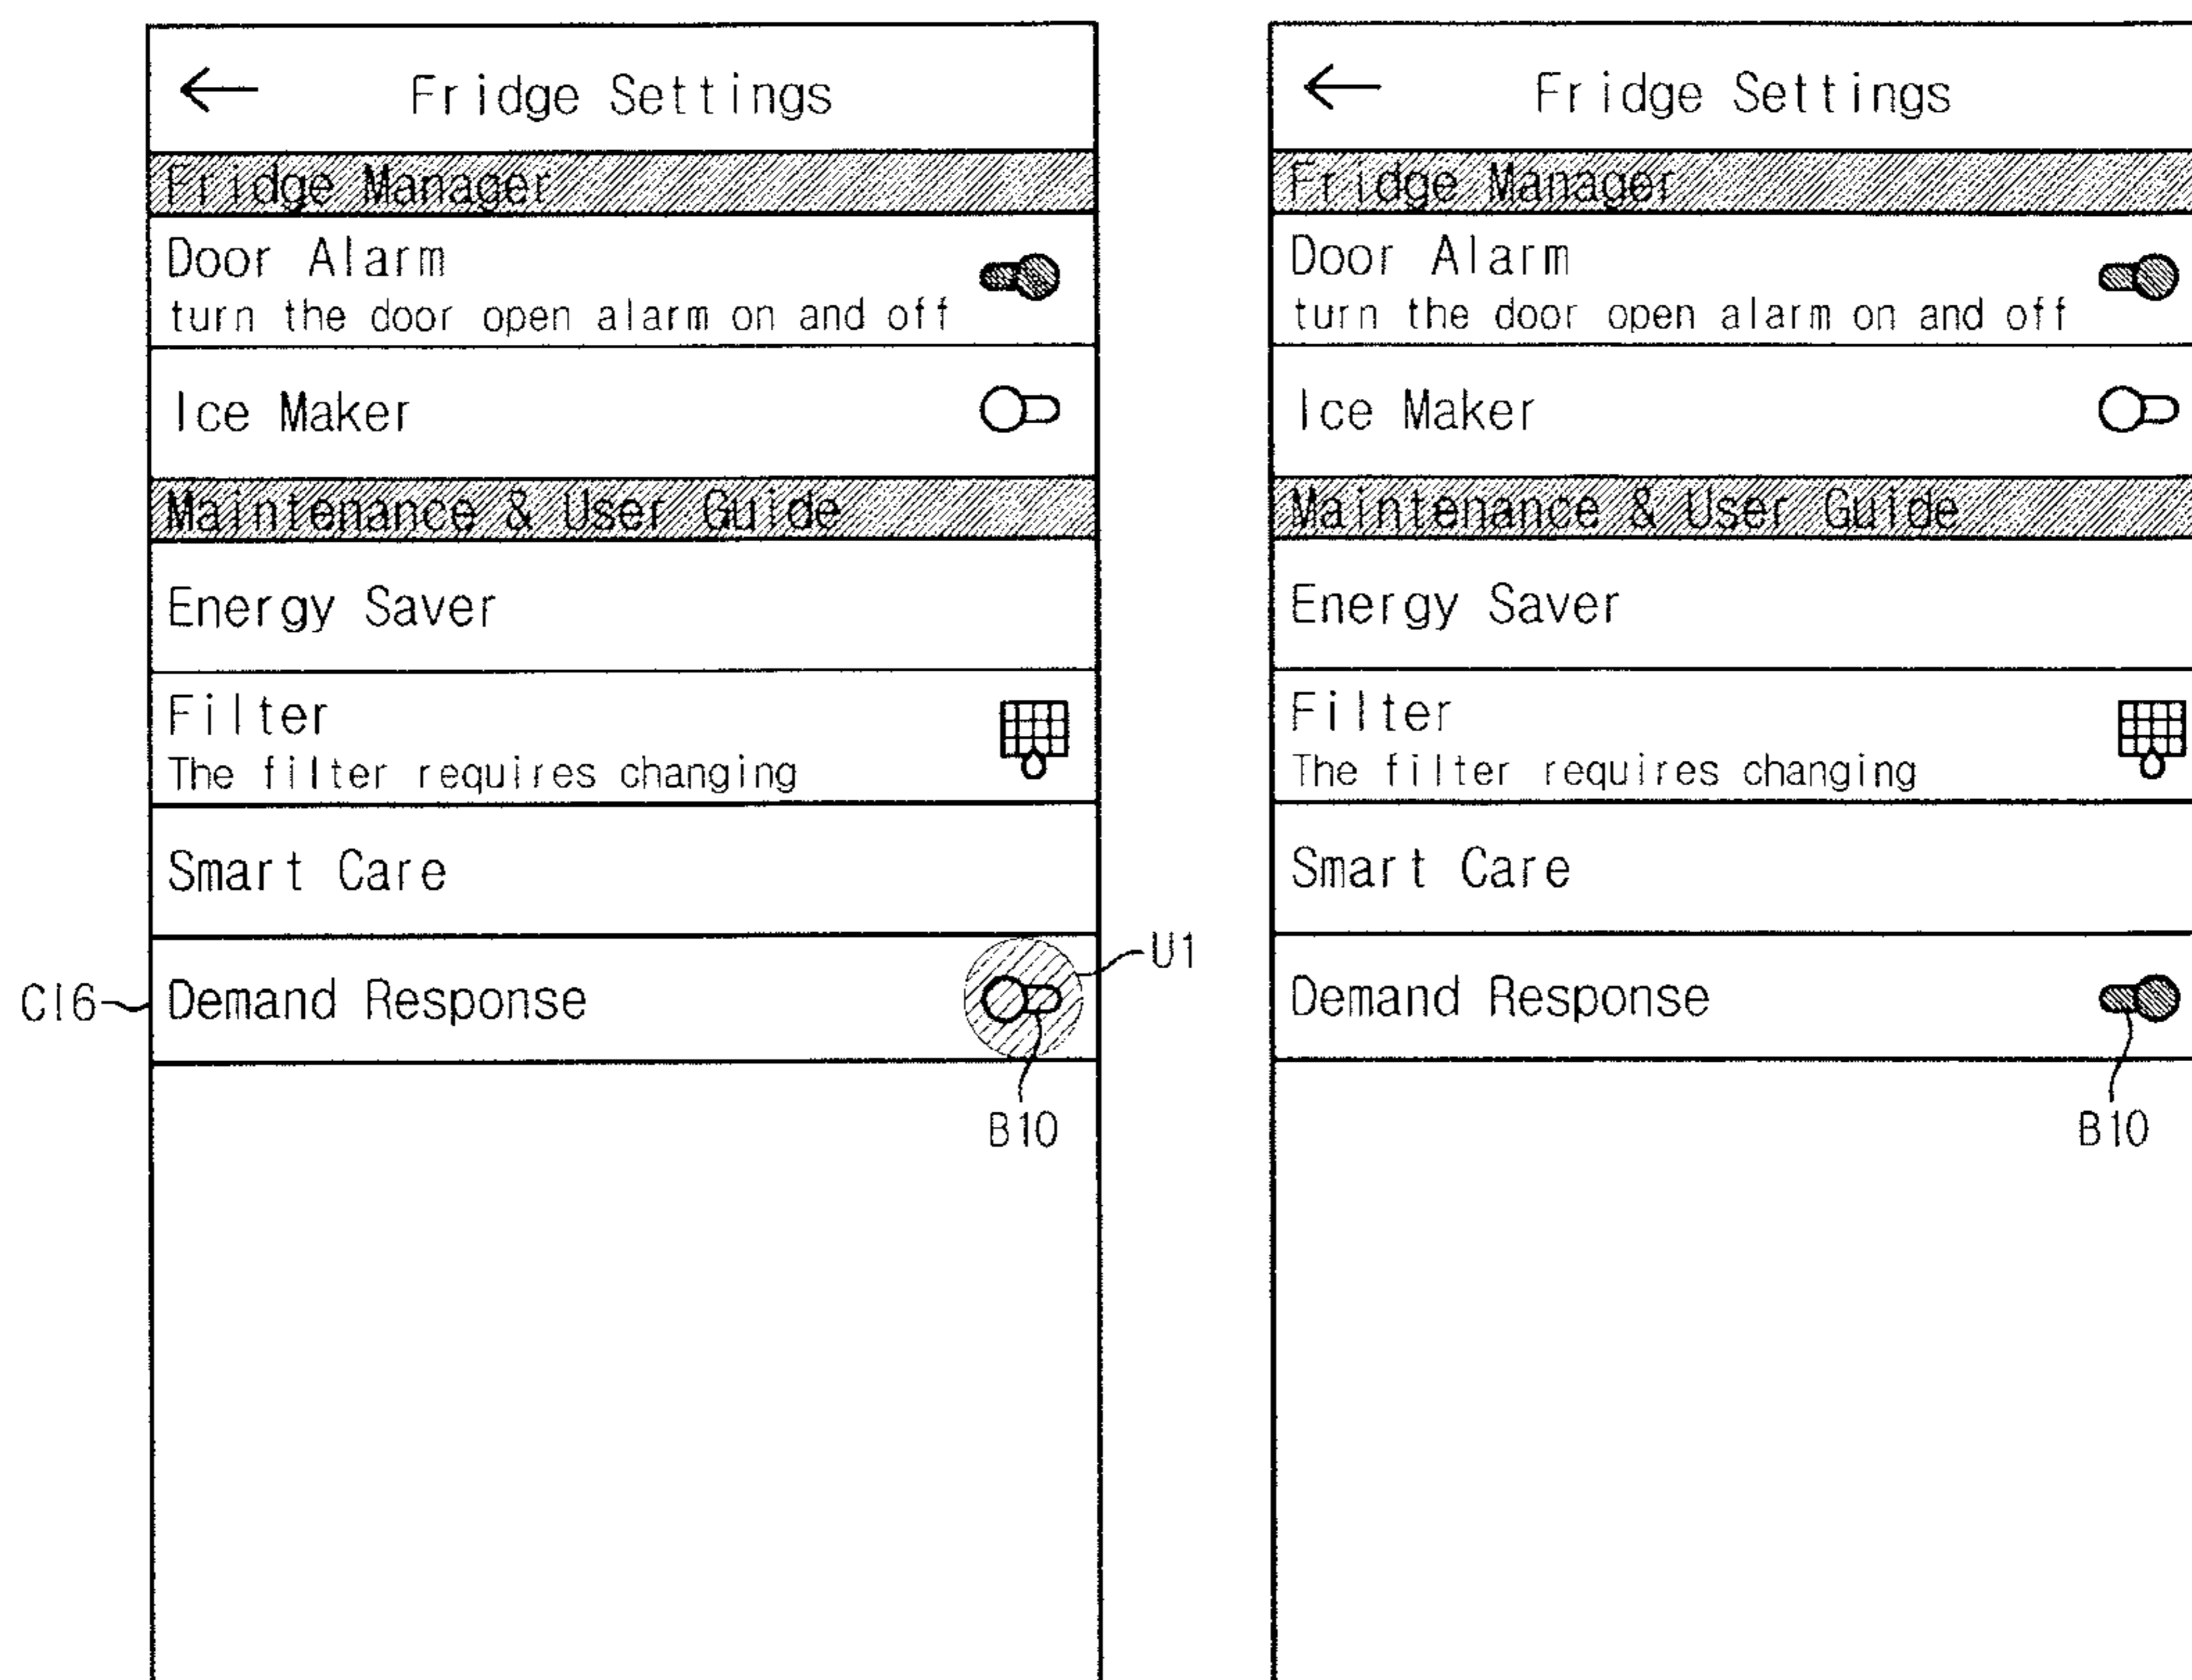 Fridge Settings
Fridge Manager
Door Alarm
turn the door open alarm on and off
Ice Maker
Maintenance & User Guide
Energy Saver
Filter
The filter requires changing
Smart Care
U1
CI6
Demand Response
B10
Fridge Settings
Fridge Manager
Door Alarm
turn the door open alarm on and off
Ice Maker
Maintenance & User Guide
Energy Saver
Filter
The filter requires changing
Smart Care
Demand Response
B10